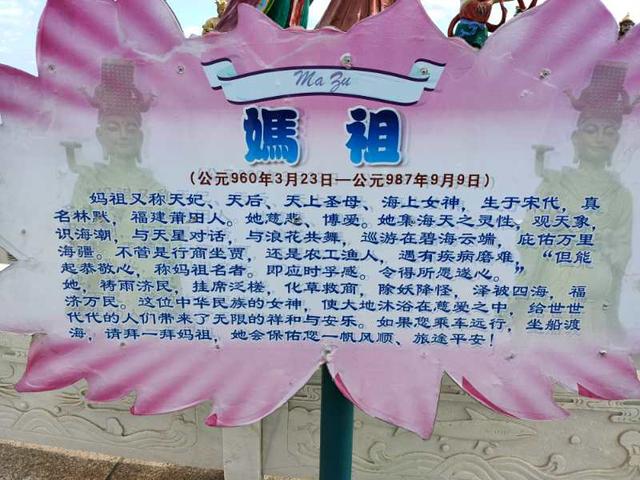 Ma Zu
媽祖
(公元960年3月23日—公元987年9月9日)
妈祖又称天妃、天后、天上圣母、海上女神，生于宋代，真
名林默，福建莆田人。她慈悲、博爱。她集海天之灵性，观天象，
识海潮，与天星对话，与浪花共舞，巡游在碧海云端，庇佑万里
海疆。不管是行商坐贾，还是农工渔人，遇有疾病磨难，“但能
起恭敬心，称妈祖名者。即应时孚感。令得所愿遂心。”
她，祷雨济民，挂席泛槎，化草救商，除妖降怪，泽被四海，福
济万民。这位中华民族的女神，使大地沐浴在慈爱之中，给世世
代代的人们带来了无限的祥和与安乐。如果您乘车远行，坐船渡
海，请拜一拜妈祖，她会保佑您一帆风顺、旅途平安！